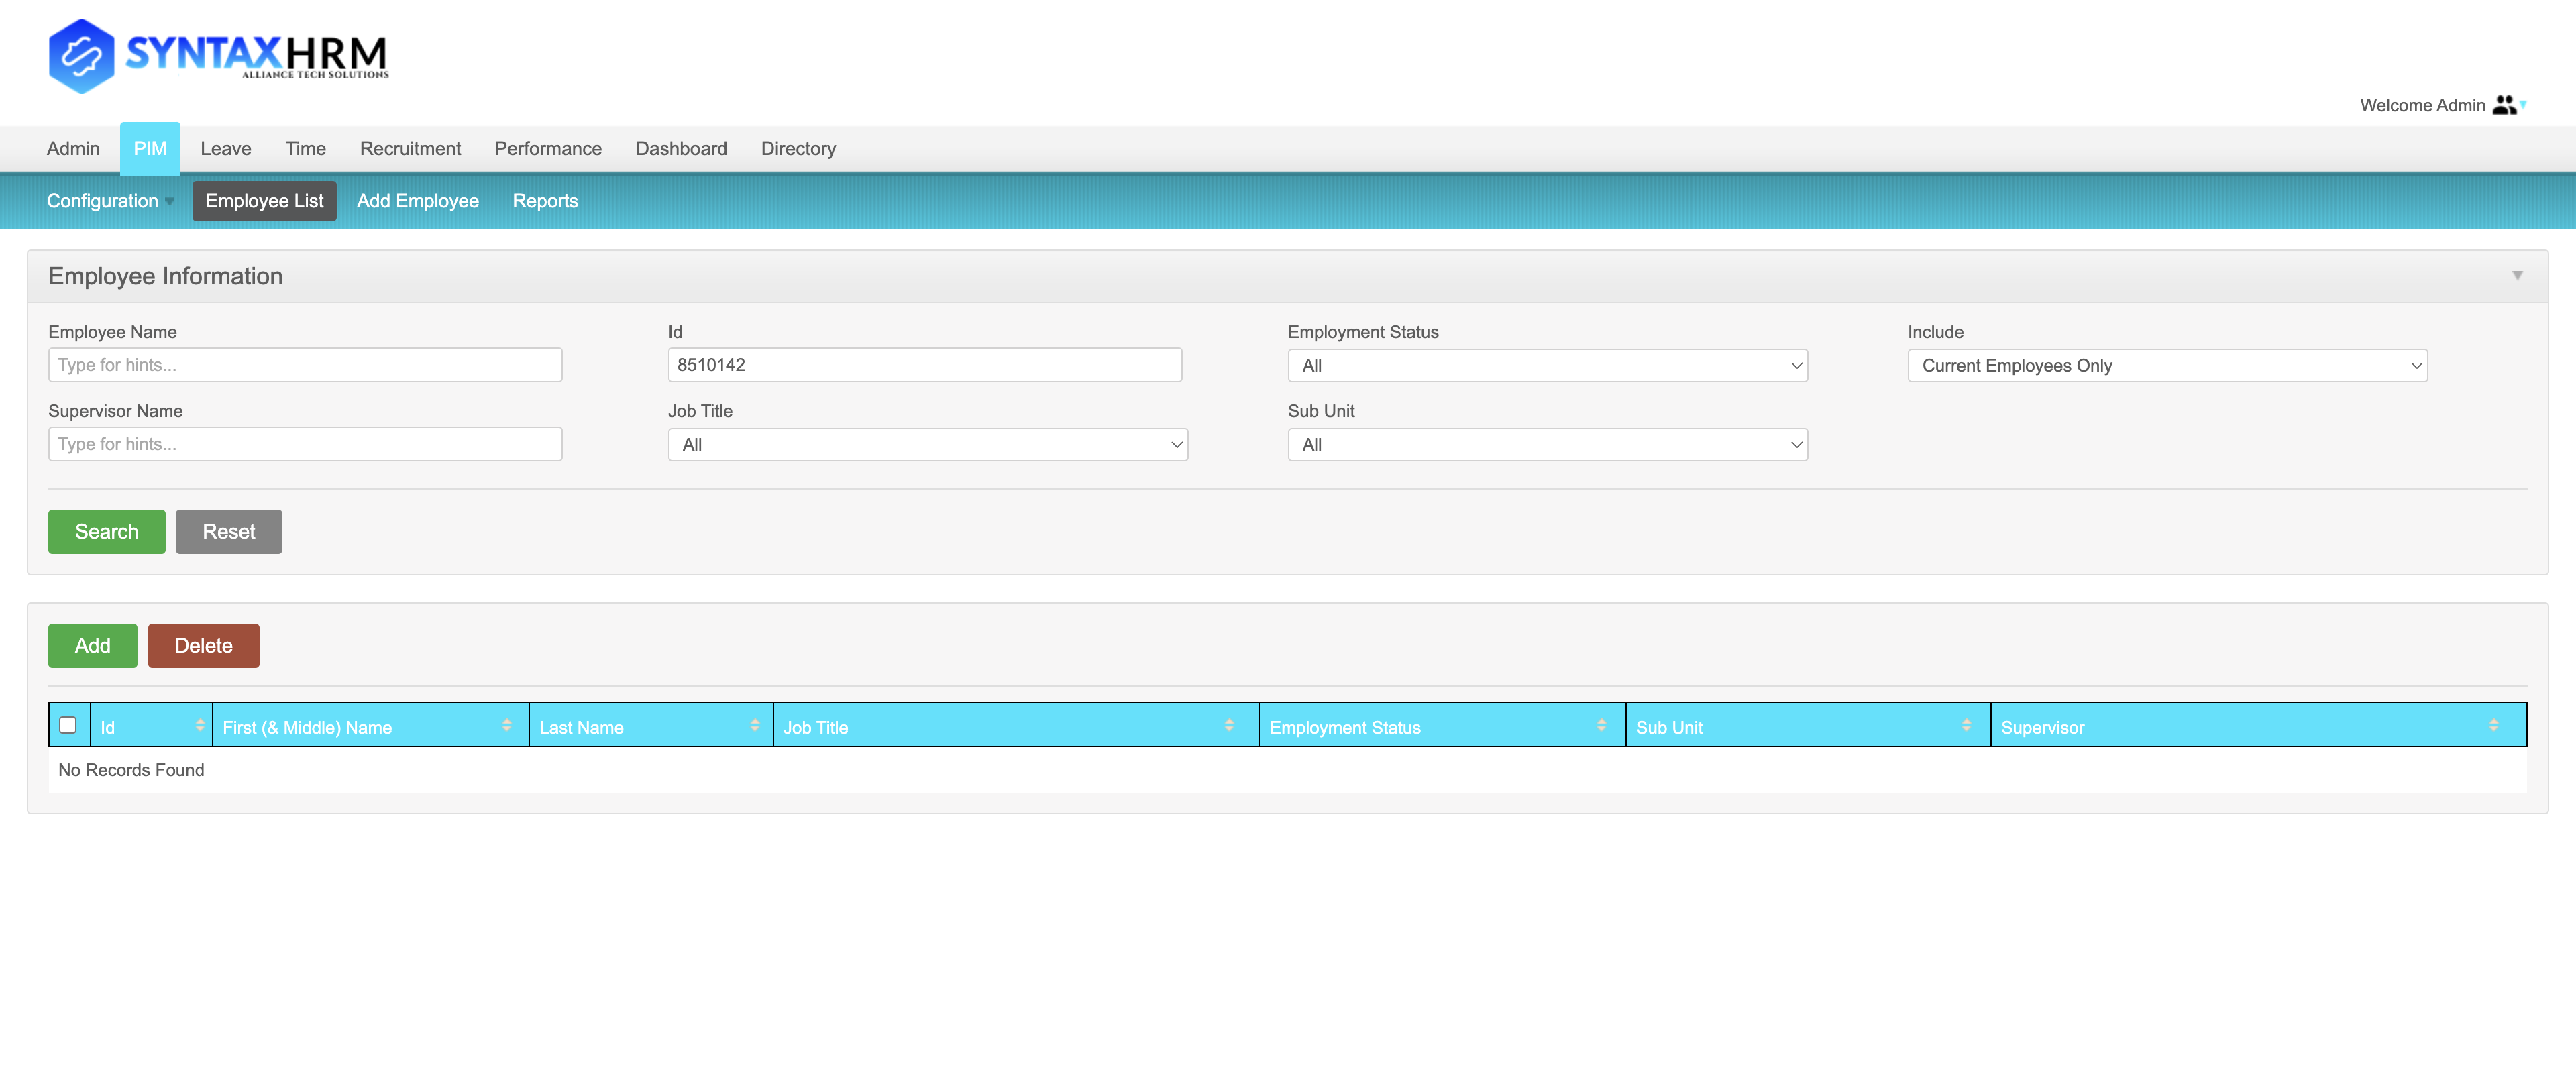 SYNTAXHRM
ALLIANCE TECH SOLUTIONS
Welcome Admin
Admin PIM Leave Time Recruitment Performance Dashboard Directory
Configuration Employee List Add Employee Reports
Employee Information
Employee Name Id Employment Status Include
Type for hints... 8510142 All Current Employees Only
Supervisor Name Job Title Sub Unit
Type for hints... All All
Search Reset
Add Delete
Id First (& Middle) Name Last Name Job Title Employment Status Sub Unit Supervisor
No Records Found